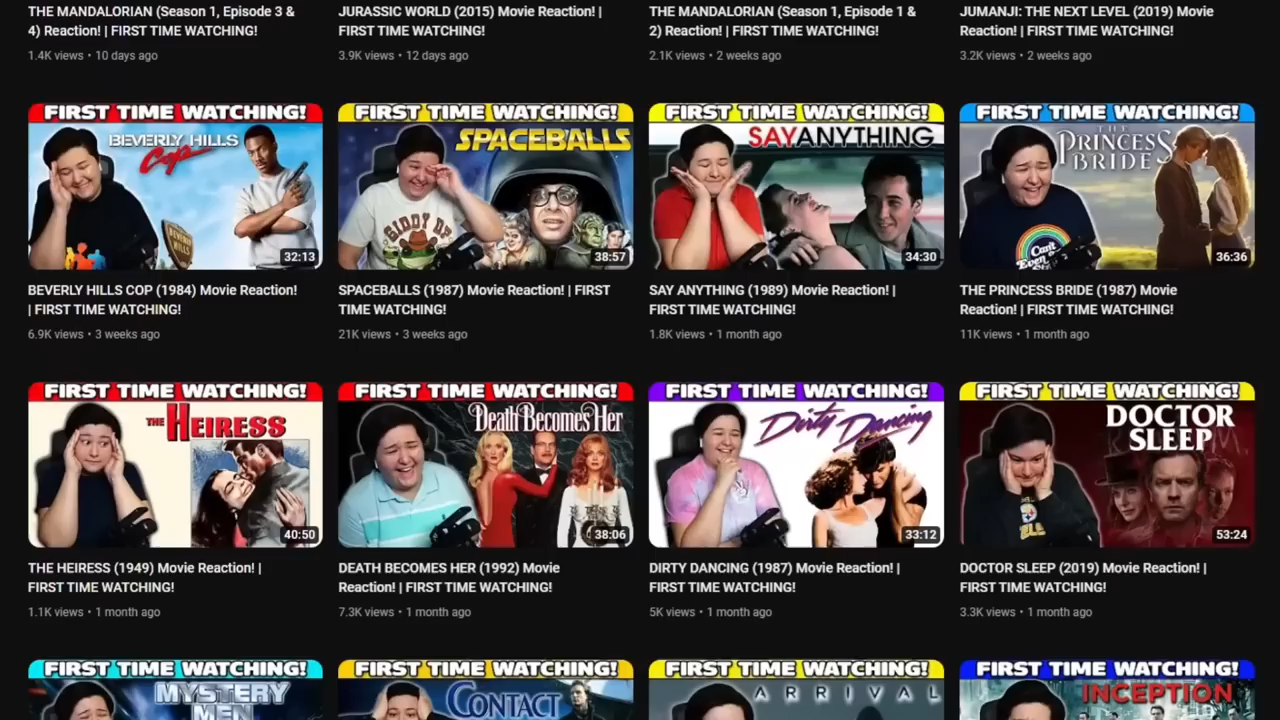 THE MANDALORIAN (Season 1, Episode 3 &
4) Reaction! | FIRST TIME WATCHING!
1.4K views • 10 days ago
JURASSIC WORLD (2015) Movie Reaction! |
FIRST TIME WATCHING!
3.9K views • 12 days ago
THE MANDALORIAN (Season 1, Episode 1 &
2) Reaction! | FIRST TIME WATCHING!
2.1K views • 2 weeks ago
JUMANJI: THE NEXT LEVEL (2019) Movie
Reaction! | FIRST TIME WATCHING!
3.2K views • 2 weeks ago
FIRST TIME WATCHING!
BEVERLY HILLS
Cop
32:13
BEVERLY HILLS COP (1984) Movie Reaction!
| FIRST TIME WATCHING!
6.9K views • 3 weeks ago
FIRST TIME WATCHING!
SPACEBALLS
GIDDY UP
38:57
SPACEBALLS (1987) Movie Reaction! | FIRST
TIME WATCHING!
21K views • 3 weeks ago
FIRST TIME WATCHING!
SAYANYTHING
34:30
SAY ANYTHING (1989) Movie Reaction! |
FIRST TIME WATCHING!
1.8K views • 1 month ago
FIRST TIME WATCHING!
THE
PRINCESS
BRIDE
Can't
Even
36:36
THE PRINCESS BRIDE (1987) Movie
Reaction! | FIRST TIME WATCHING!
11K views • 1 month ago
FIRST TIME WATCHING!
THE HEIRESS
40:50
THE HEIRESS (1949) Movie Reaction! |
FIRST TIME WATCHING!
1.1K views • 1 month ago
FIRST TIME WATCHING!
Death Becomes Her
38:06
DEATH BECOMES HER (1992) Movie
Reaction! | FIRST TIME WATCHING!
7.3K views • 1 month ago
FIRST TIME WATCHING!
Dirty Dancing
33:12
DIRTY DANCING (1987) Movie Reaction! |
FIRST TIME WATCHING!
5K views • 1 month ago
FIRST TIME WATCHING!
DOCTOR
SLEEP
53:24
DOCTOR SLEEP (2019) Movie Reaction! |
FIRST TIME WATCHING!
3.3K views • 1 month ago
FIRST TIME WATCHING!
MYSTERY
MEN
FIRST TIME WATCHING!
CONTACT
FIRST TIME WATCHING!
ARRIVAL
FIRST TIME WATCHING!
INCEPTION